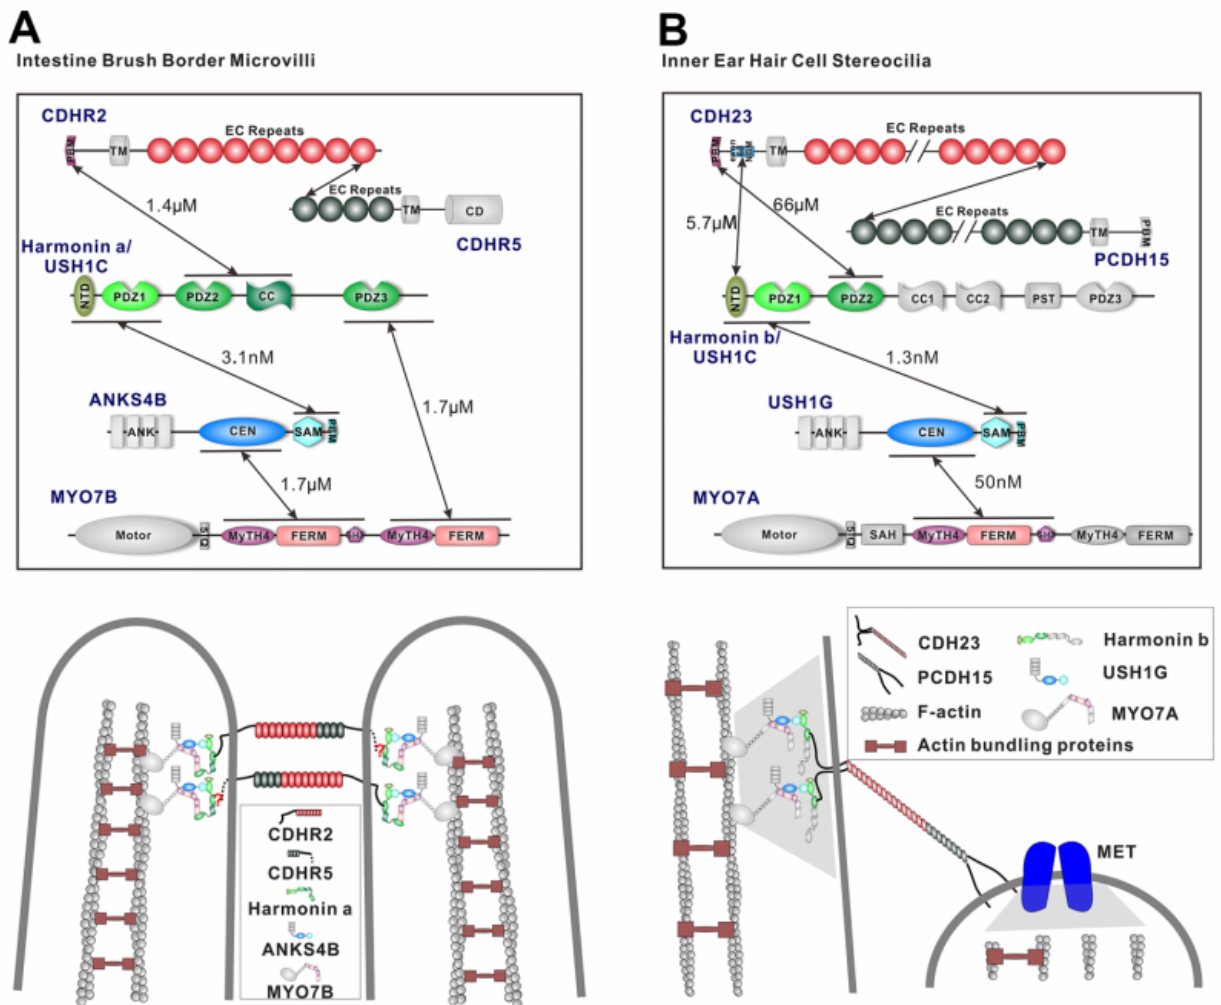 A
Intestine Brush Border Microvilli
CDHR2
PBM
TM
EC Repeats
EC Repeats
TM
CD
CDHR5
1.4μM
Harmonin a/
USH1C
NTD
PDZ1
PDZ2
CC
PDZ3
3.1nM
1.7μM
ANKS4B
ANK
CEN
SAM
PBM
1.7μM
MYO7B
Motor
5IQ
MyTH4
FERM
SH3
MyTH4
FERM
CDHR2
CDHR5
Harmonin a
ANKS4B
MYO7B
B
Inner Ear Hair Cell Stereocilia
CDH23
PBM
TM
EC Repeats
5.7μM
66μM
EC Repeats
TM
PBM
PCDH15
NTD
PDZ1
PDZ2
CC1
CC2
PST
PDZ3
Harmonin b/
USH1C
1.3nM
USH1G
ANK
CEN
SAM
PBM
50nM
MYO7A
Motor
5IQ
SAH
MyTH4
FERM
SH3
MyTH4
FERM
CDH23
PCDH15
F-actin
Actin bundling proteins
Harmonin b
USH1G
MYO7A
MET